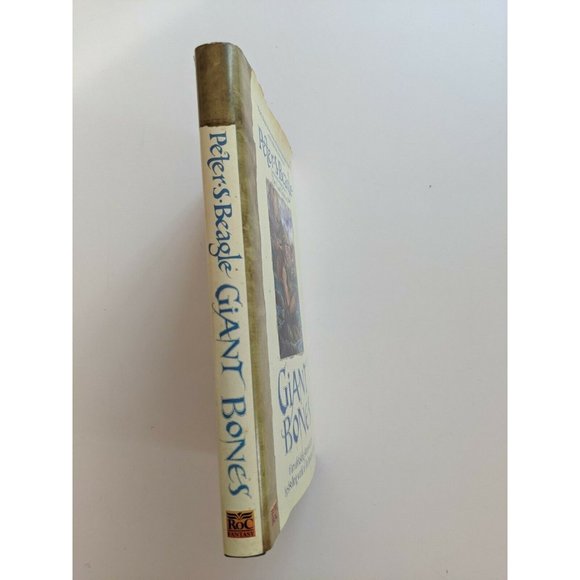 Peter·S·Beagle GIANT BONES
ROC
FANTASY
Peter S. Beagle
GIANT
BONES